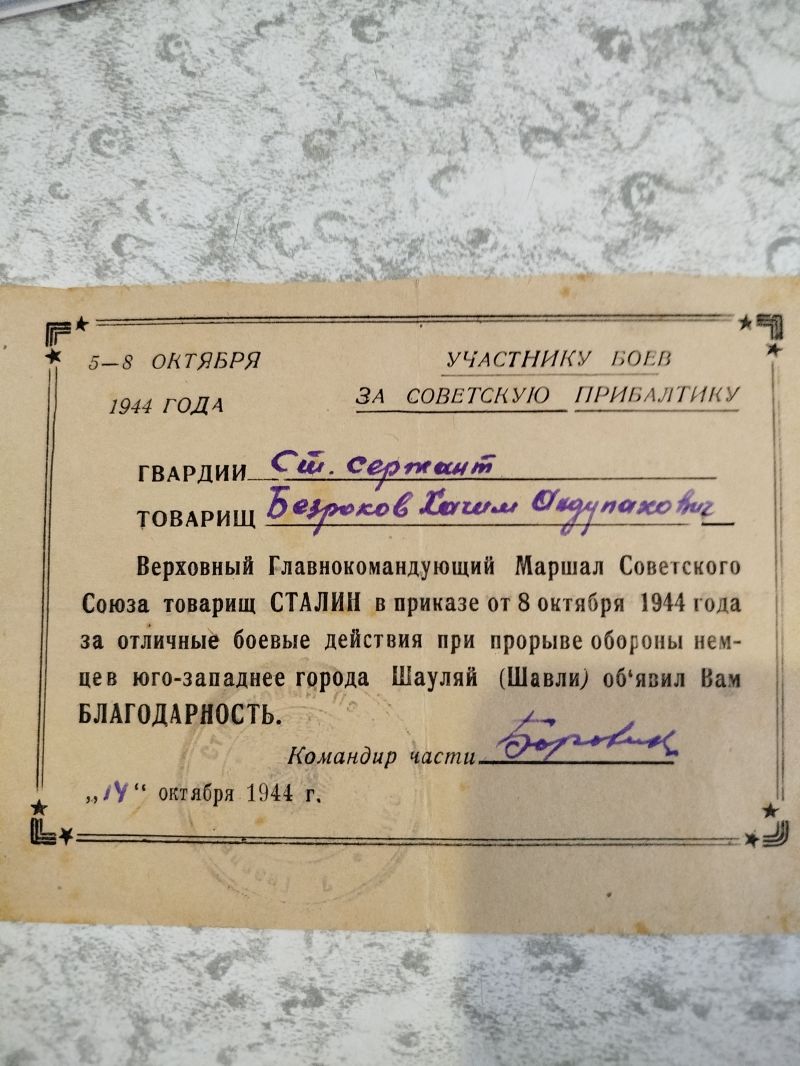 5—8 ОКТЯБРЯ
1944 ГОДА
УЧАСТНИКУ БОЕВ
ЗА СОВЕТСКУЮ ПРИБАЛТИКУ
ГВАРДИИ Ст. сержант
ТОВАРИЩ Безроков Хашим
Верховный Главнокомандующий Маршал Советского
Союза товарищ СТАЛИН в приказе от 8 октября 1944 года
за отличные боевые действия при прорыве обороны нем-
цев юго-западнее города Шауляй (Шавли) об‘явил Вам
БЛАГОДАРНОСТЬ.
Командир части Боровик
„14“ октября 1944 г.